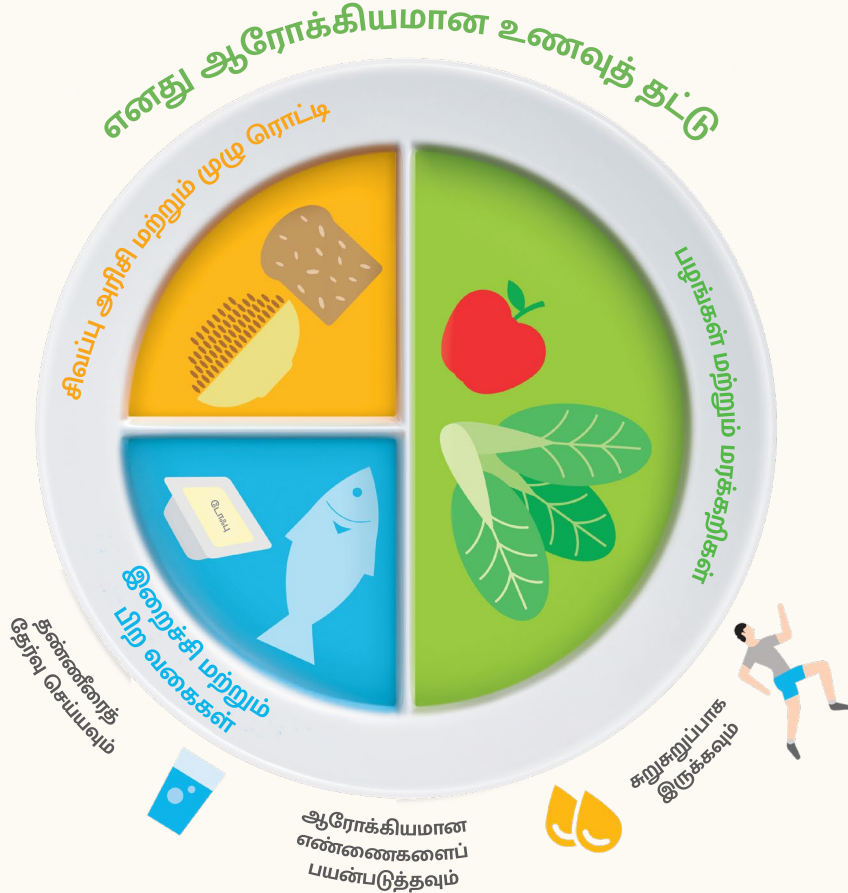 எனது ஆரோக்கியமான உணவுத் தட்டு
சிவப்பு அரிசி மற்றும் முழு ரொட்டி
பழங்கள் மற்றும் மரக்கறிகள்
டோஃபு
இறைச்சி மற்றும்
பிற வகைகள்
தண்ணீரைத்
தேர்வு செய்யவும்
ஆரோக்கியமான
எண்ணைகளைப்
பயன்படுத்தவும்
சுறுசுறுப்பாக
இருக்கவும்